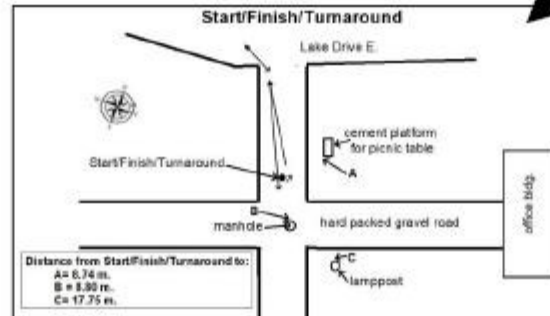 Start/Finish/Turnaround
Lake Drive E.
cement platform
for picnic table
Start/Finish/Turnaround
A
office bldg.
manhole
hard packed gravel road
C
lamppost
Distance from Start/Finish/Turnaround to:
A= 6.74 m.
B = 8.80 m.
C= 17.75 m.